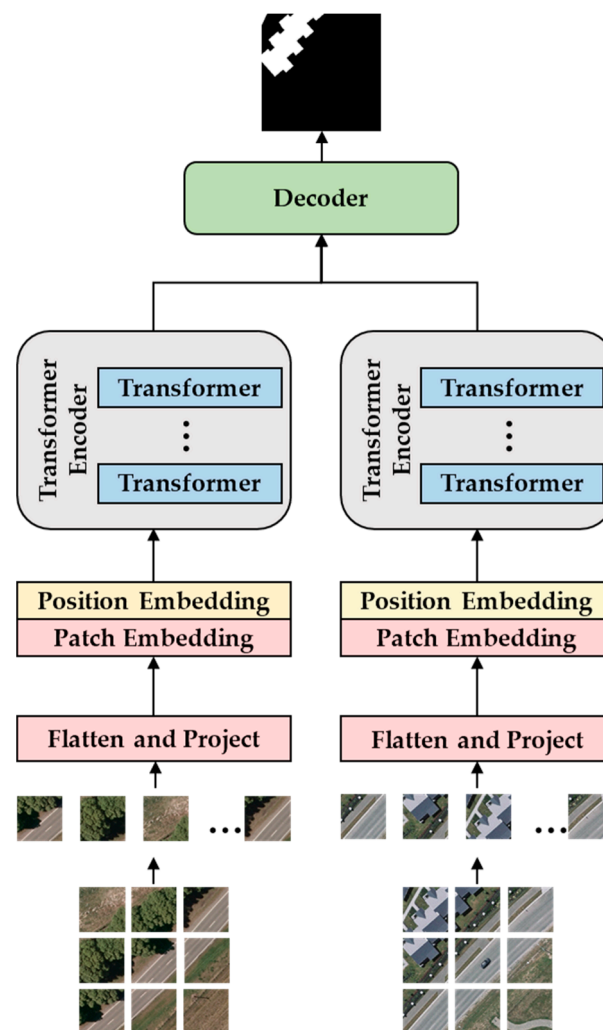 Decoder
Transformer
Encoder
Transformer
...
Transformer
Transformer
Encoder
Transformer
...
Transformer
Position Embedding
Patch Embedding
Position Embedding
Patch Embedding
Flatten and Project
Flatten and Project
...
...